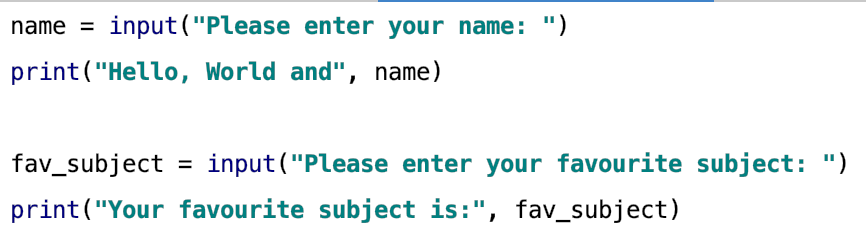 name = input("Please enter your name: ")
print("Hello, World and", name)
fav_subject = input("Please enter your favourite subject: ")
print("Your favourite subject is:", fav_subject)